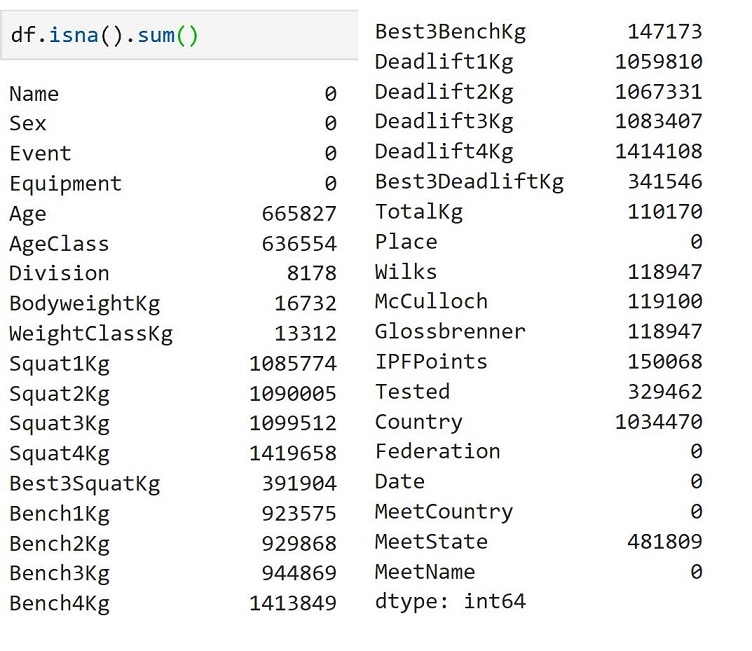 df.isna().sum()
Name 0
Sex 0
Event 0
Equipment 0
Age 665827
AgeClass 636554
Division 8178
BodyweightKg 16732
WeightClassKg 13312
Squat1Kg 1085774
Squat2Kg 1090005
Squat3Kg 1099512
Squat4Kg 1419658
Best3SquatKg 391904
Bench1Kg 923575
Bench2Kg 929868
Bench3Kg 944869
Bench4Kg 1413849
Best3BenchKg 147173
Deadlift1Kg 1059810
Deadlift2Kg 1067331
Deadlift3Kg 1083407
Deadlift4Kg 1414108
Best3DeadliftKg 341546
TotalKg 110170
Place 0
Wilks 118947
McCulloch 119100
Glossbrenner 118947
IPFPoints 150068
Tested 329462
Country 1034470
Federation 0
Date 0
MeetCountry 0
MeetState 481809
MeetName 0
dtype: int64